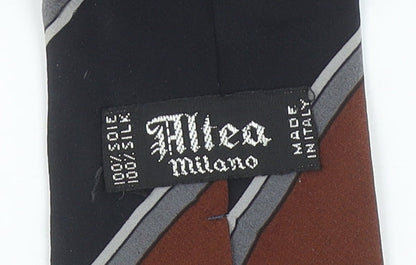 100% SOIE
100% SILK
Altea
Milano
MADE
IN ITALY